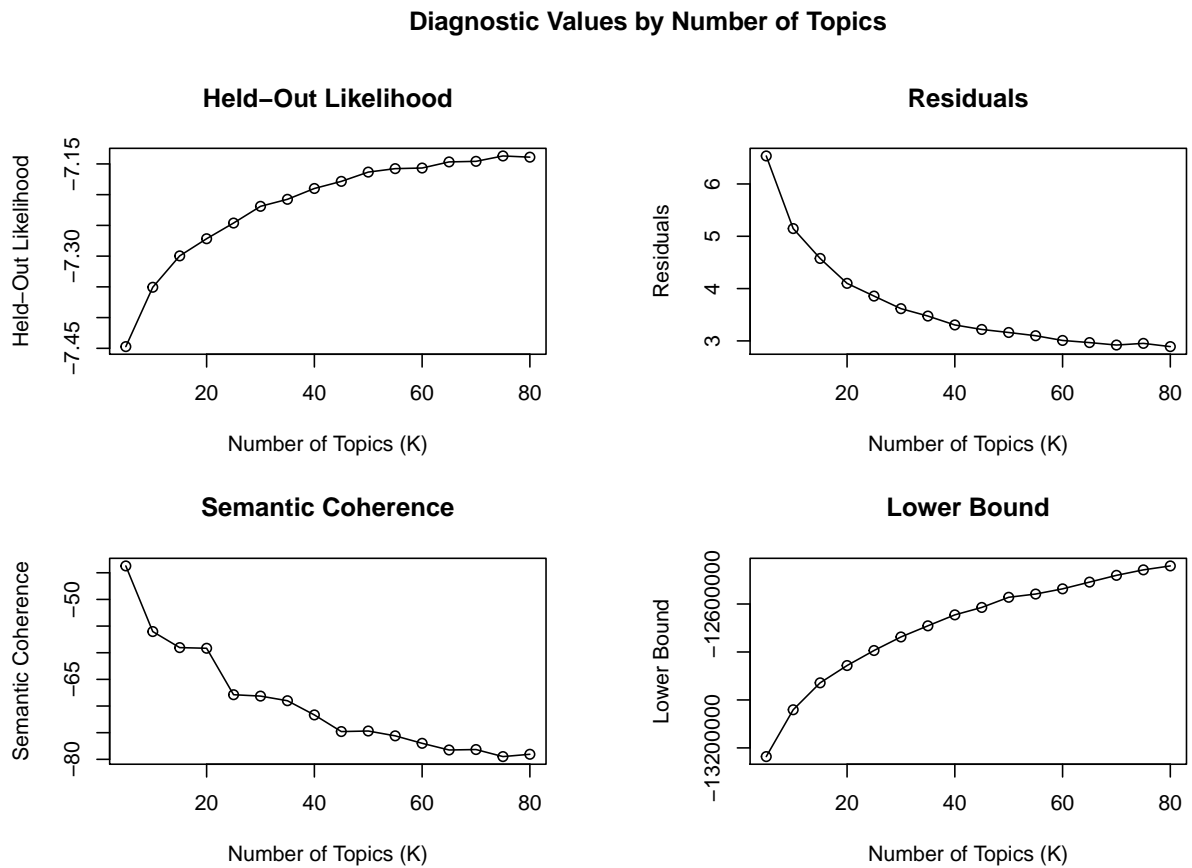 Diagnostic Values by Number of Topics
Held−Out Likelihood
Held−Out Likelihood
−7.15
−7.30
−7.45
20 40 60 80
Number of Topics (K)
Residuals
Residuals
6
5
4
3
20 40 60 80
Number of Topics (K)
Semantic Coherence
Semantic Coherence
−50
−65
−80
20 40 60 80
Number of Topics (K)
Lower Bound
Lower Bound
−12600000
−13200000
20 40 60 80
Number of Topics (K)